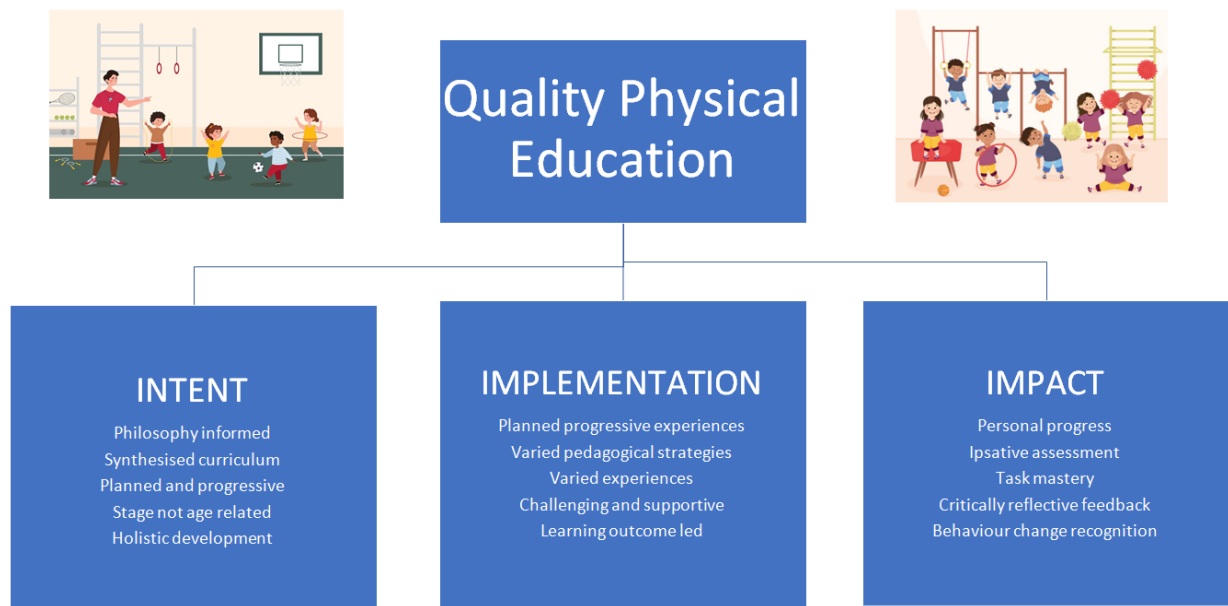 Quality Physical
Education
INTENT
Philosophy informed
Synthesised curriculum
Planned and progressive
Stage not age related
Holistic development
IMPLEMENTATION
Planned progressive experiences
Varied pedagogical strategies
Varied experiences
Challenging and supportive
Learning outcome led
IMPACT
Personal progress
Ipsative assessment
Task mastery
Critically reflective feedback
Behaviour change recognition